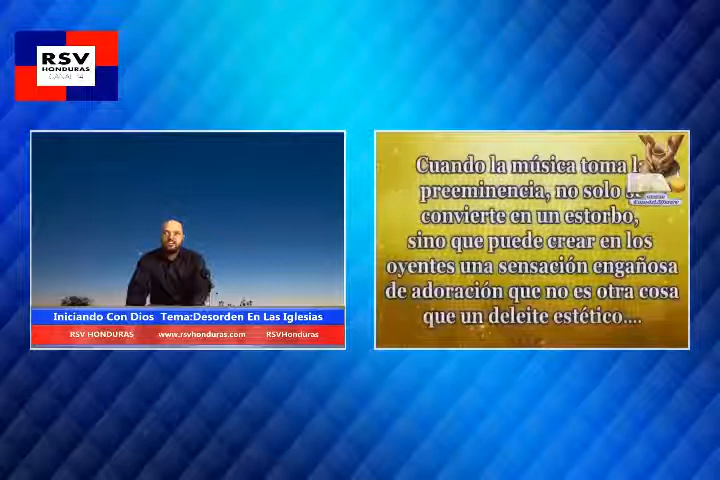 RSV
HONDURAS
CANAL 14
Cuando la música toma
preeminencia, no solo
convierte en un estorbo,
sino que puede crear en los
oyentes una sensación engañosa
de adoración que no es otra cosa
que un deleite estético....
Iniciando Con Dios Tema:Desorden En Las Iglesias
RSV HONDURAS www.rsvhonduras.com RSVHonduras